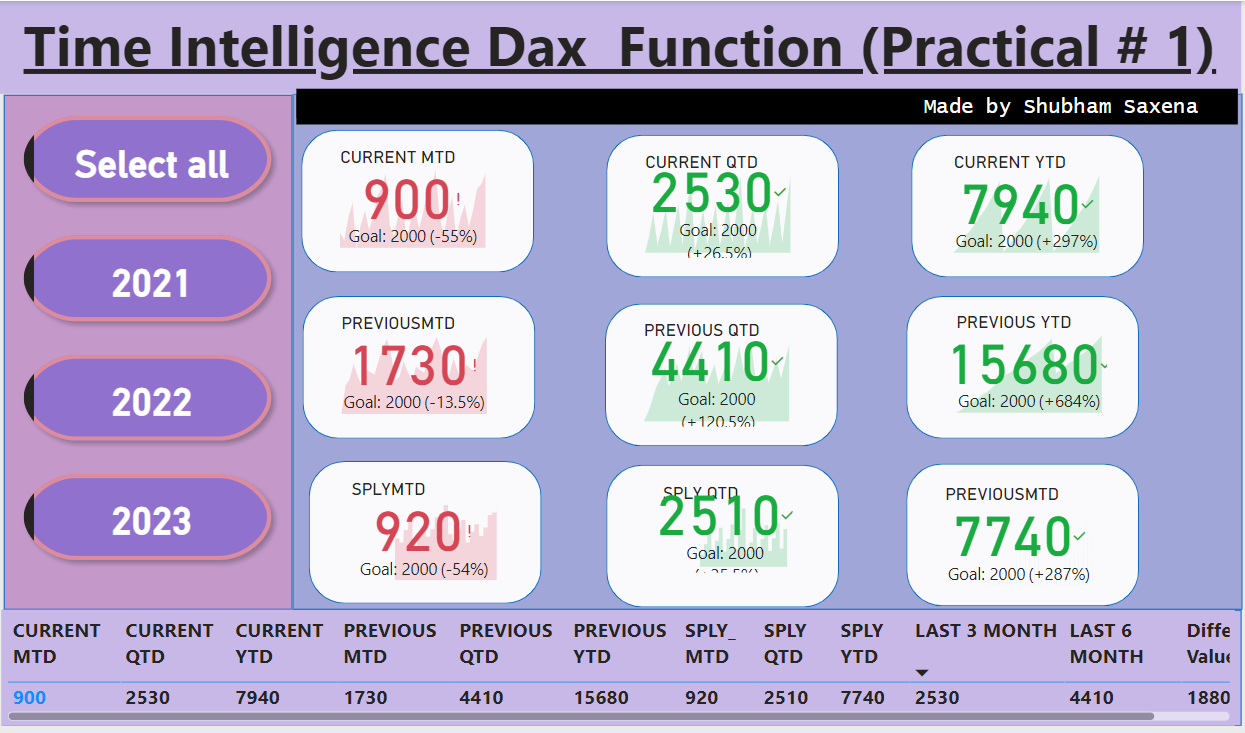 Time Intelligence Dax Function (Practical # 1)
Made by Shubham Saxena
Select all
2021
2022
2023
CURRENT MTD
900!
Goal: 2000 (-55%)
CURRENT QTD
2530✓
Goal: 2000
(+26.5%)
CURRENT YTD
7940✓
Goal: 2000 (+297%)
PREVIOUSMTD
1730!
Goal: 2000 (-13.5%)
PREVIOUS QTD
4410✓
Goal: 2000
(+120.5%)
PREVIOUS YTD
15680✓
Goal: 2000 (+684%)
SPLYMTD
920!
Goal: 2000 (-54%)
SPLY QTD
2510✓
Goal: 2000
PREVIOUSMTD
7740✓
Goal: 2000 (+287%)
CURRENT CURRENT CURRENT PREVIOUS PREVIOUS PREVIOUS SPLY_ SPLY SPLY LAST 3 MONTH LAST 6
MTD QTD YTD MTD QTD YTD MTD QTD YTD MONTH
900 2530 7940 1730 4410 15680 920 2510 7740 2530 4410 1880